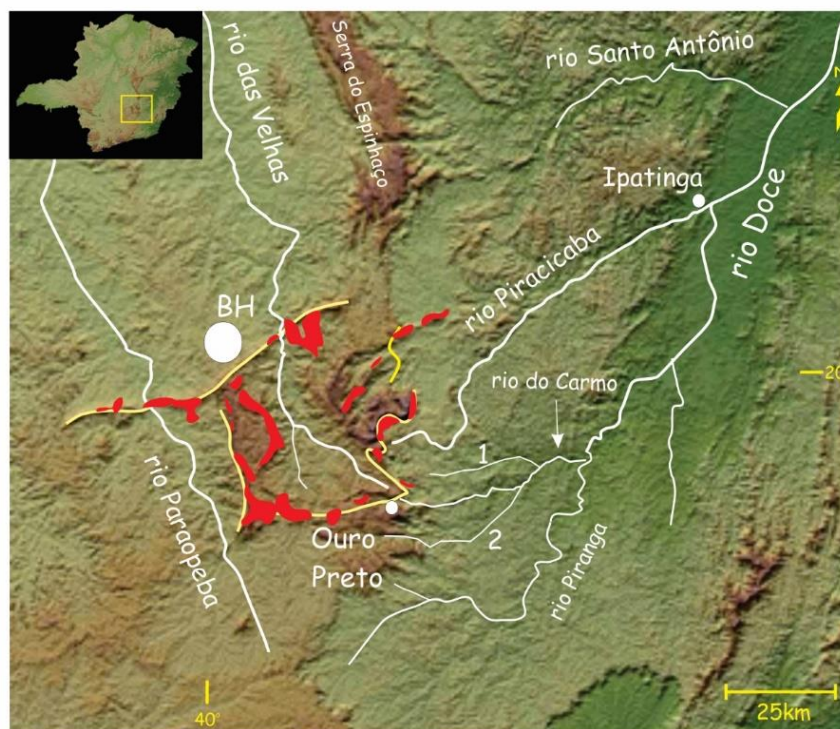 rio das Velhas
Serra do Espinhaço
rio Santo Antônio
Ipatinga
rio Doce
rio Piracicaba
BH
rio do Carmo
20
1
2
Ouro
Preto
rio Paraopeba
rio Piranga
40°
25km